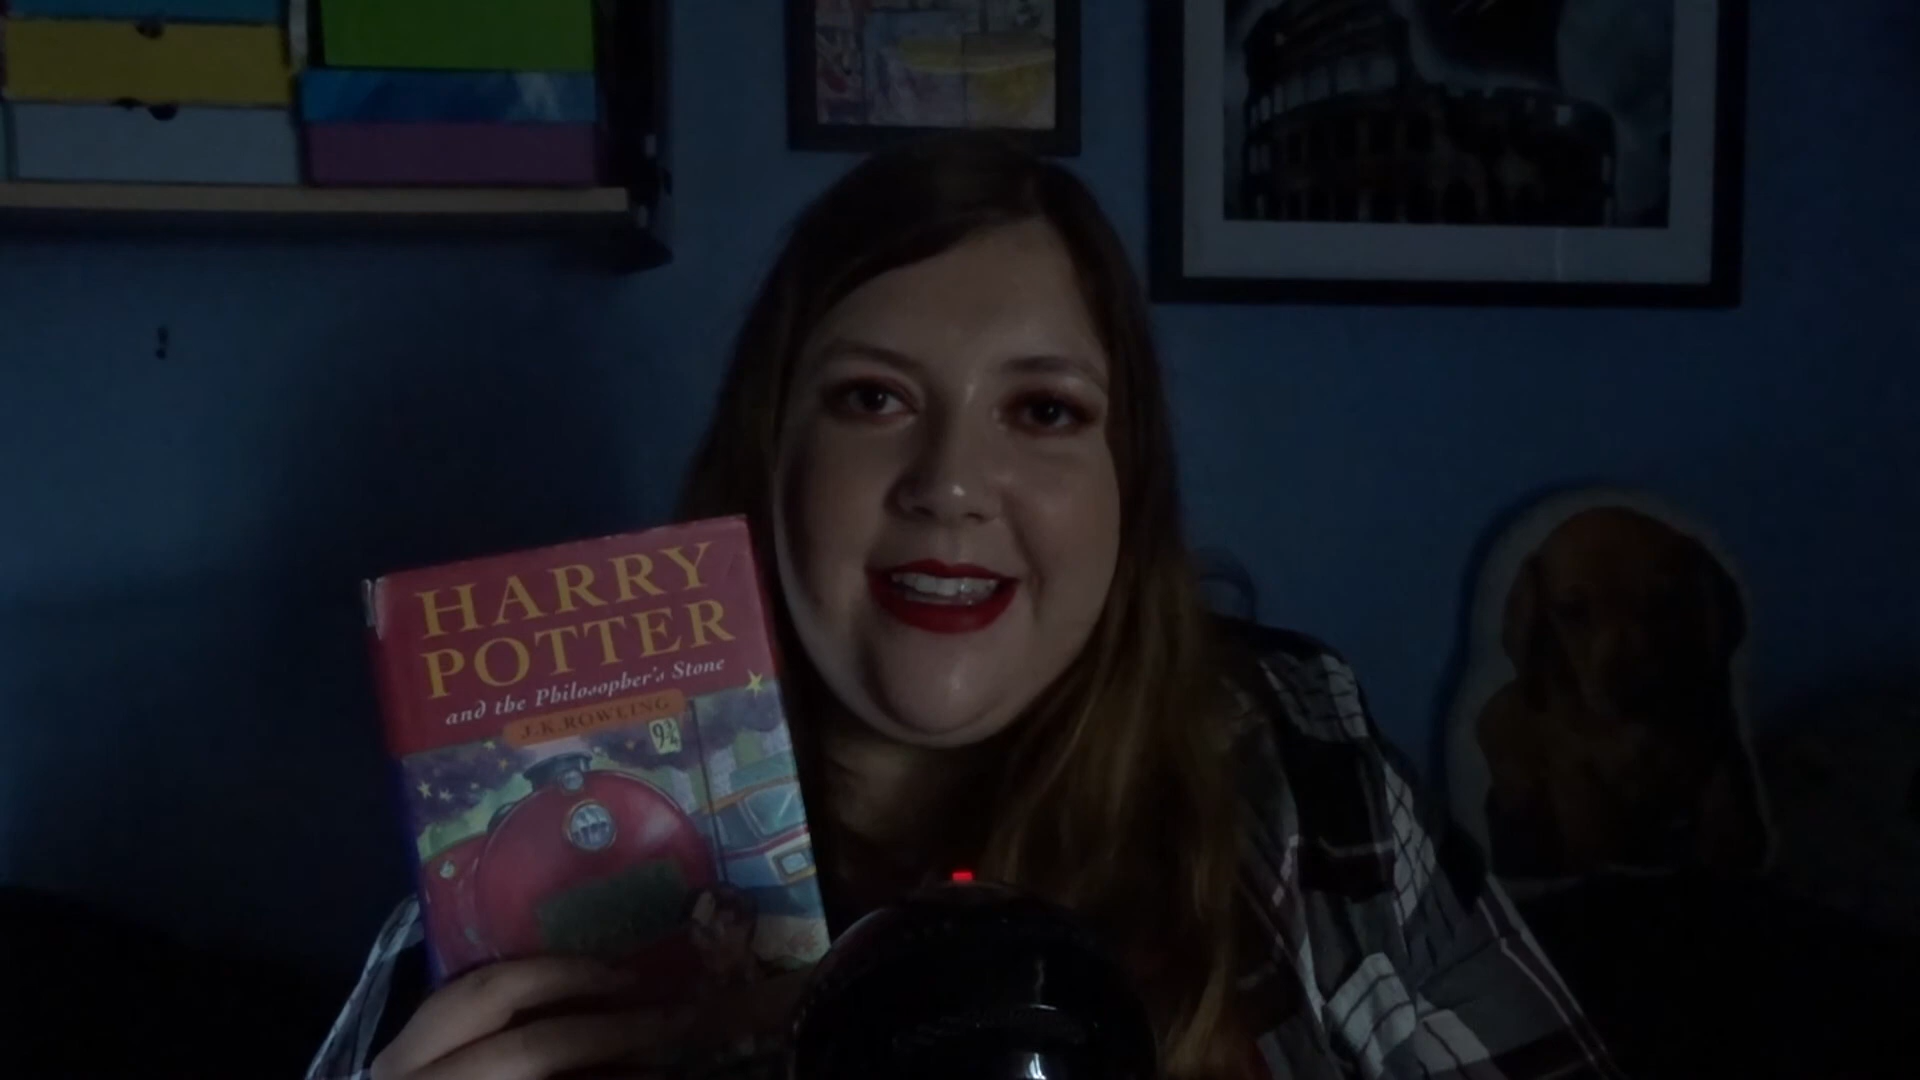 HARRY
POTTER
and the Philosopher's Stone
J.K.ROWLING
9¾